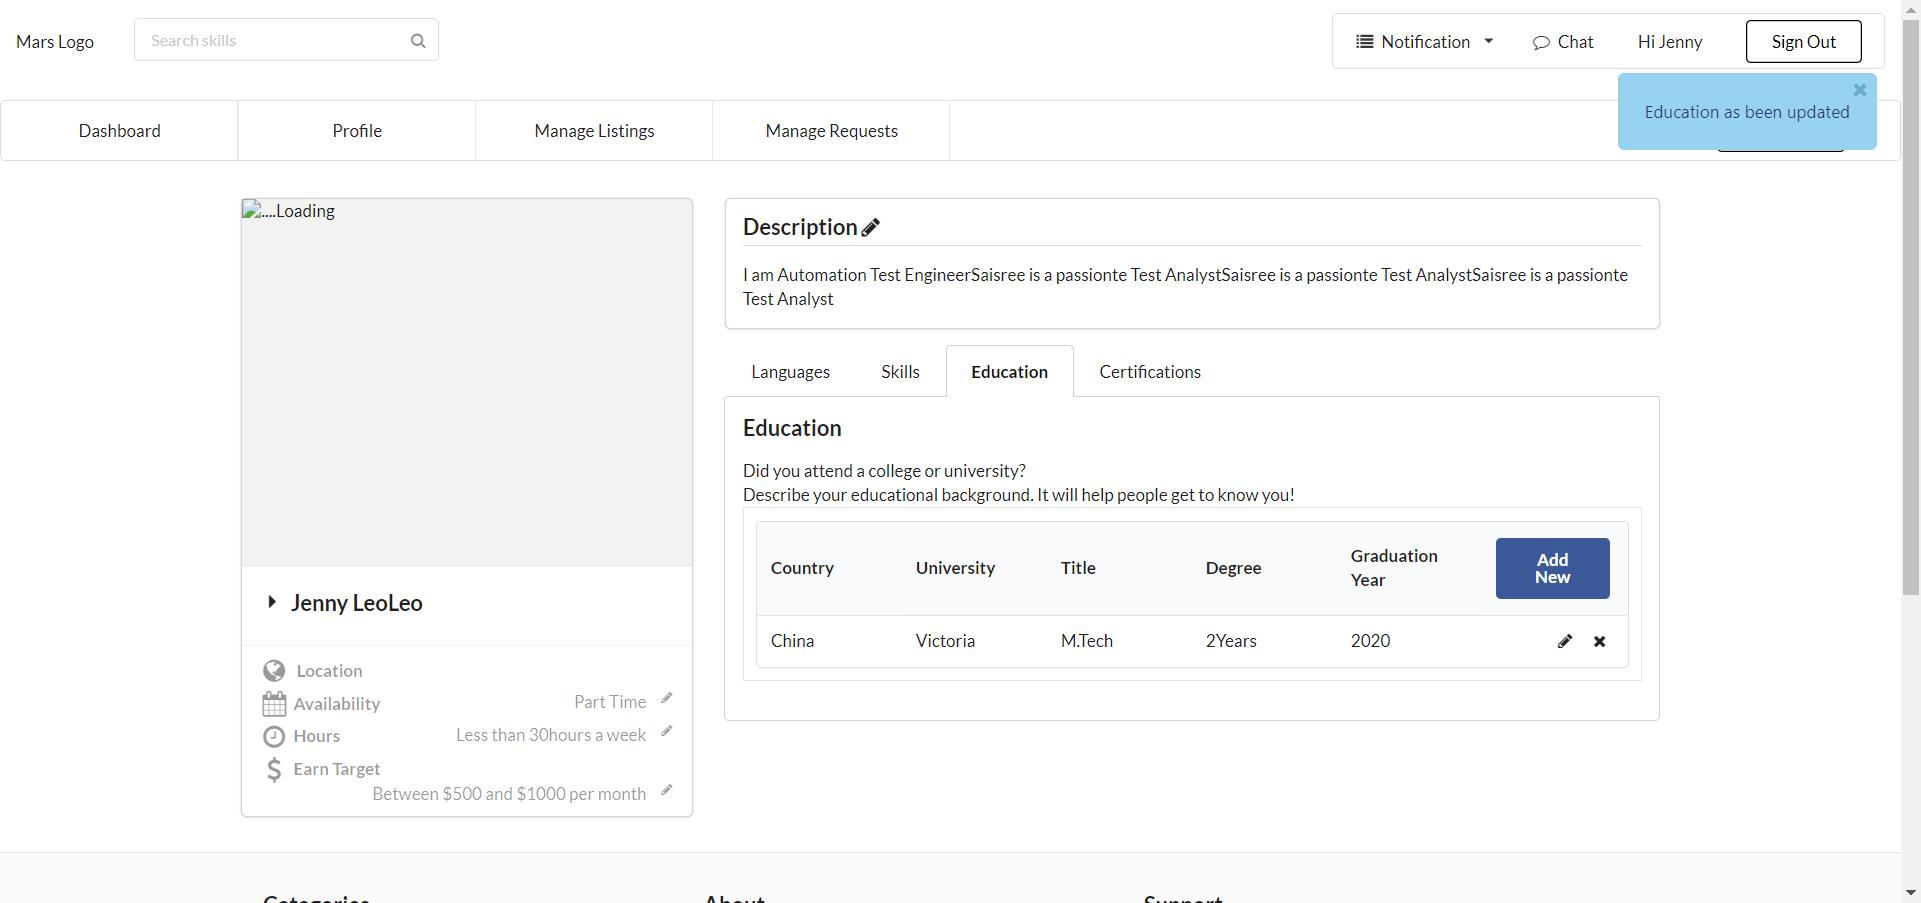 Mars Logo
Search skills
Notification
Chat
Hi Jenny
Sign Out
Education as been updated
Dashboard
Profile
Manage Listings
Manage Requests
....Loading
Jenny LeoLeo
Location
Availability
Part Time
Hours
Less than 30hours a week
Earn Target
Between $500 and $1000 per month
Description
I am Automation Test EngineerSaisree is a passionte Test AnalystSaisree is a passionte Test AnalystSaisree is a passionte
Test Analyst
Languages
Skills
Education
Certifications
Education
Did you attend a college or university?
Describe your educational background. It will help people get to know you!
Country
University
Title
Degree
Graduation
Year
Add
New
China
Victoria
M.Tech
2Years
2020
Categories
About
Support